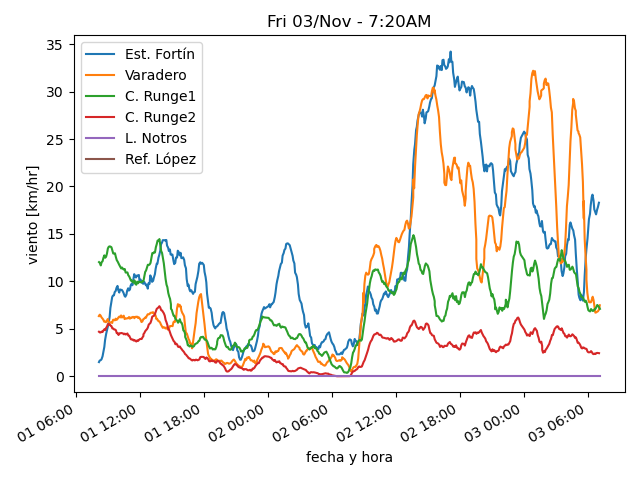 Fri 03/Nov - 7:20AM
viento [km/hr]
35
30
25
20
15
10
5
0
Est. Fortín
Varadero
C. Runge1
C. Runge2
L. Notros
Ref. López
01 06:00
01 12:00
01 18:00
02 00:00
02 06:00
02 12:00
02 18:00
03 00:00
03 06:00
fecha y hora